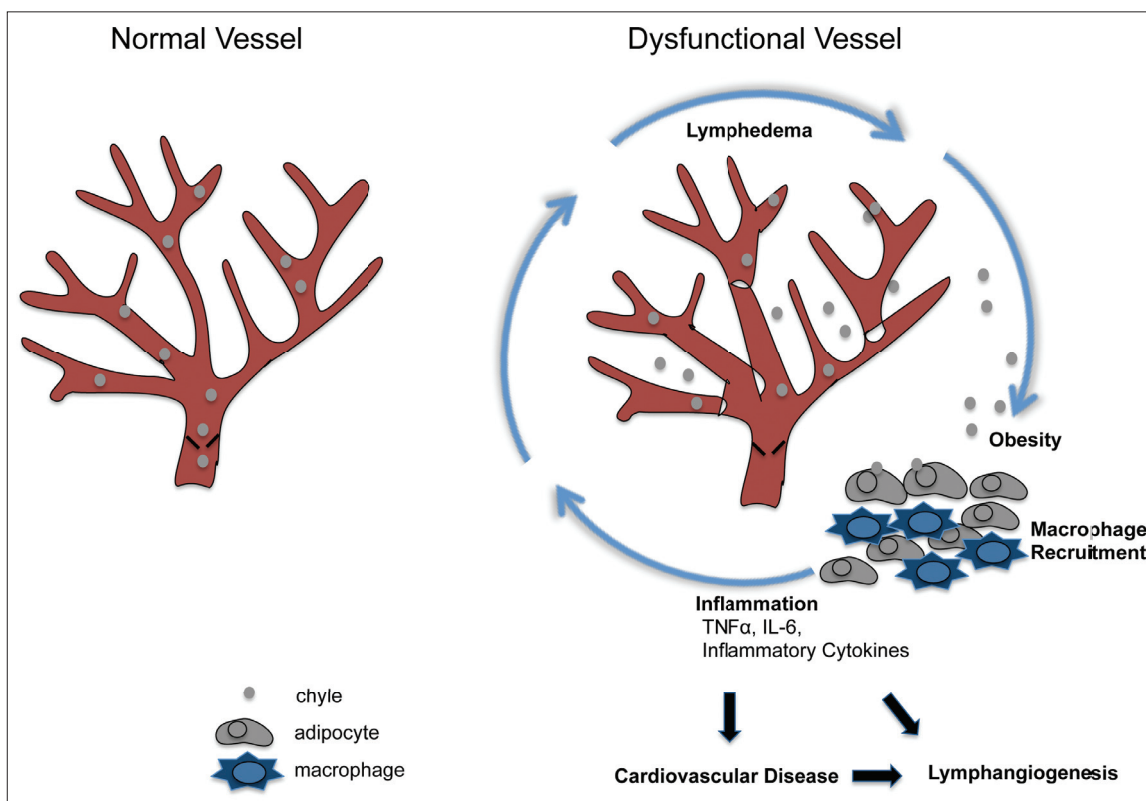 Normal Vessel
Dysfunctional Vessel
Lymphedema
Obesity
Macrophage
Recruitment
Inflammation
TNFα, IL-6,
Inflammatory Cytokines
chyle
adipocyte
macrophage
Cardiovascular Disease
Lymphangiogenesis